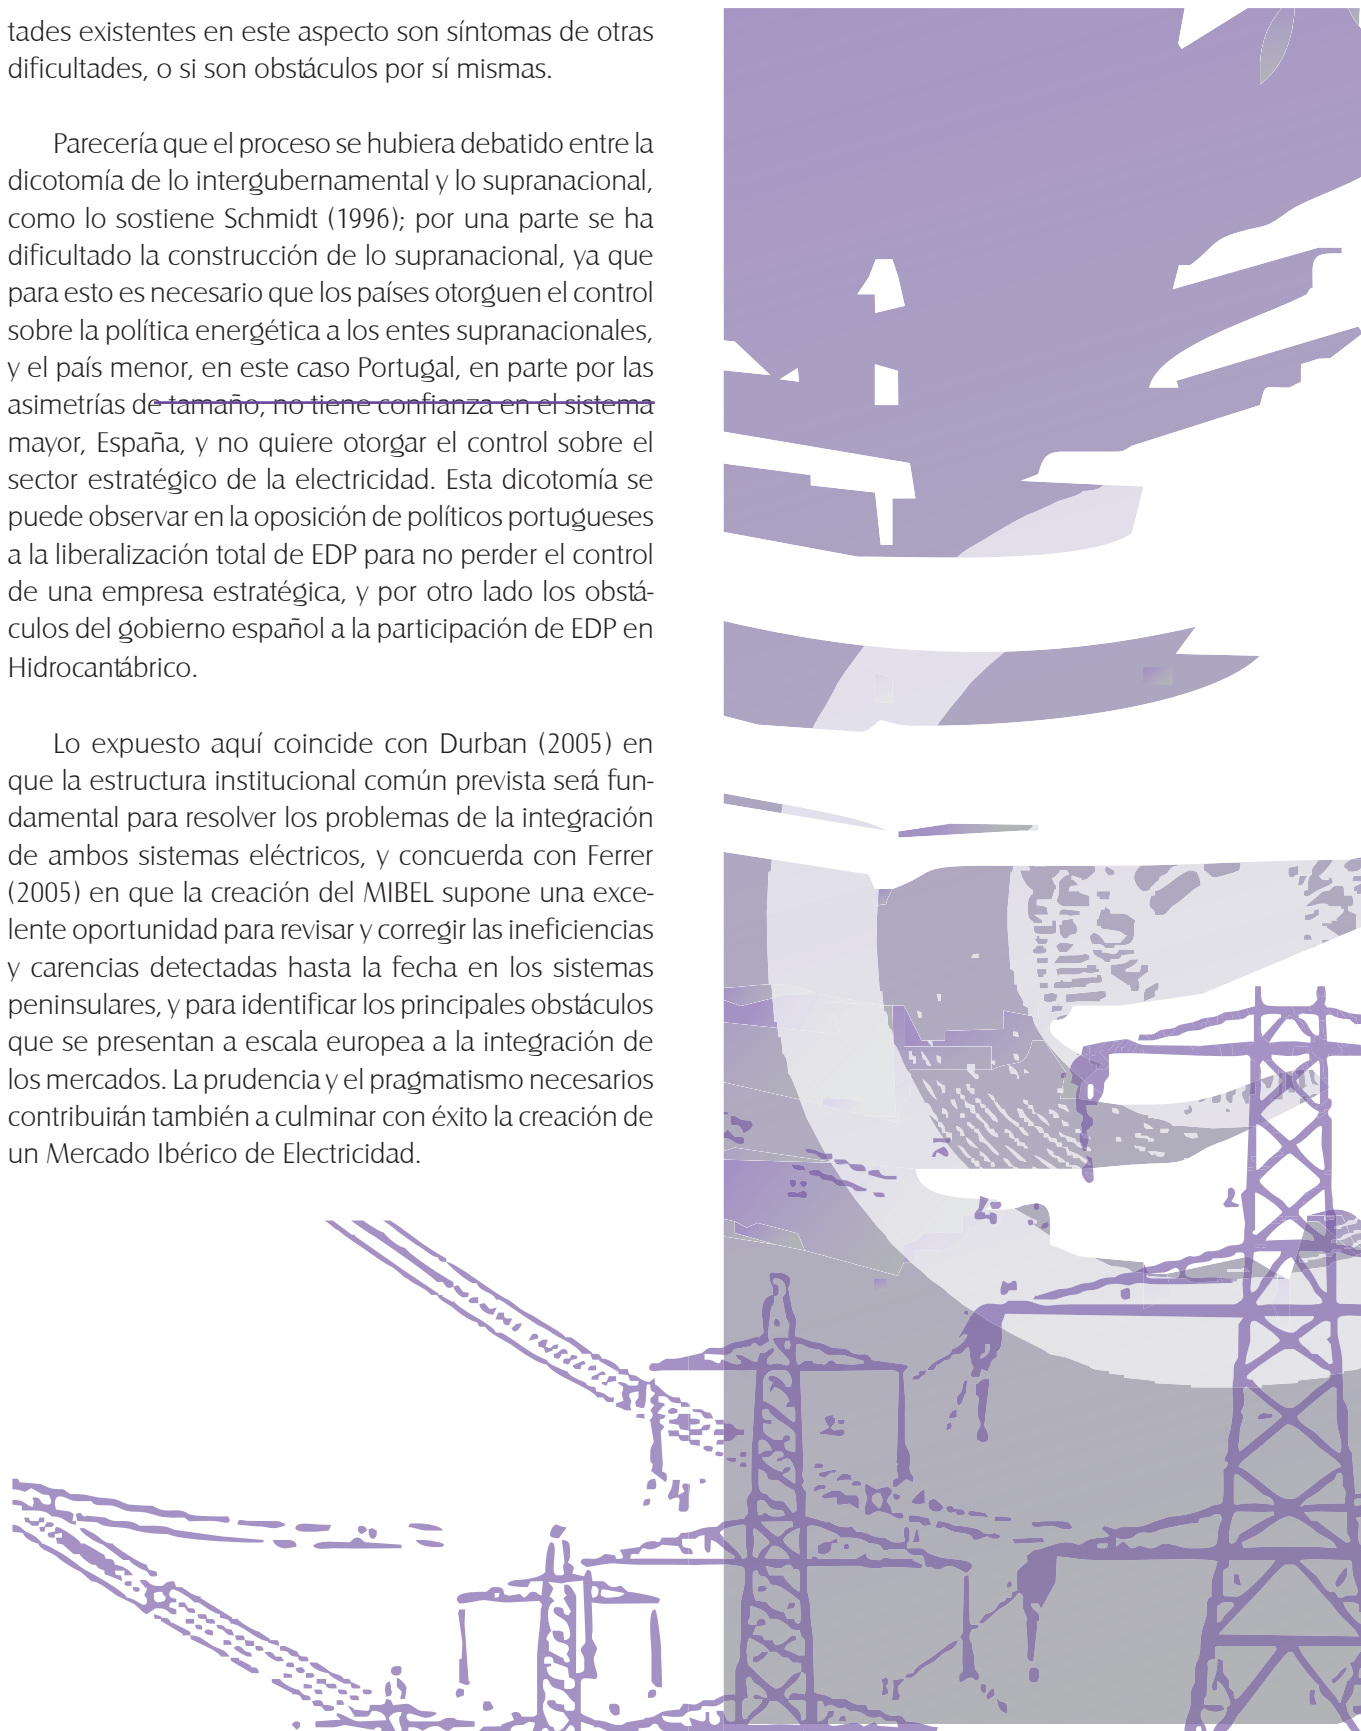 tades existentes en este aspecto son síntomas de otras
dificultades, o si son obstáculos por sí mismas.
Parecería que el proceso se hubiera debatido entre la
dicotomía de lo intergubernamental y lo supranacional,
como lo sostiene Schmidt (1996); por una parte se ha
dificultado la construcción de lo supranacional, ya que
para esto es necesario que los países otorguen el control
sobre la política energética a los entes supranacionales,
y el país menor, en este caso Portugal, en parte por las
asimetrías de tamaño, no tiene confianza en el sistema
mayor, España, y no quiere otorgar el control sobre el
sector estratégico de la electricidad. Esta dicotomía se
puede observar en la oposición de políticos portugueses
a la liberalización total de EDP para no perder el control
de una empresa estratégica, y por otro lado los obstá-
culos del gobierno español a la participación de EDP en
Hidrocantábrico.
Lo expuesto aquí coincide con Durban (2005) en
que la estructura institucional común prevista será fun-
damental para resolver los problemas de la integración
de ambos sistemas eléctricos, y concuerda con Ferrer
(2005) en que la creación del MIBEL supone una exce-
lente oportunidad para revisar y corregir las ineficiencias
y carencias detectadas hasta la fecha en los sistemas
peninsulares, y para identificar los principales obstáculos
que se presentan a escala europea a la integración de
los mercados. La prudencia y el pragmatismo necesarios
contribuirán también a culminar con éxito la creación de
un Mercado Ibérico de Electricidad.